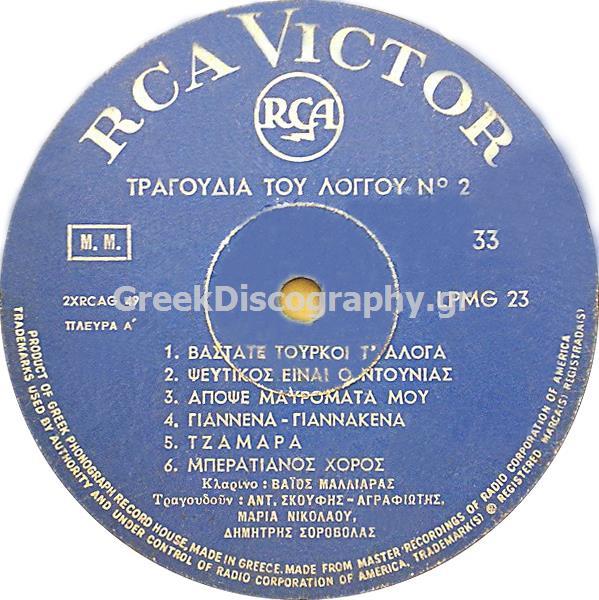 RCA VICTOR
RCA
ΤΡΑΓΟΥΔΙΑ ΤΟΥ ΛΟΓΓΟΥ Νº 2
M. M.
33
2XRCAG 49
LPMG 23
GreekDiscography.gr
ΠΛΕΥΡΑ Α΄
1. ΒΑΣΤΑΤΕ ΤΟΥΡΚΟΙ Τ' ΑΛΟΓΑ
2. ΨΕΥΤΙΚΟΣ ΕΙΝΑΙ Ο ΝΤΟΥΝΙΑΣ
3. ΑΠΟΨΕ ΜΑΥΡΟΜΑΤΑ ΜΟΥ
4. ΓΙΑΝΝΕΝΑ - ΓΙΑΝΝΑΚΕΝΑ
5. ΤΖΑΜΑΡΑ
6. ΜΠΕΡΑΤΙΑΝΟΣ ΧΟΡΟΣ
Κλαρίνο: ΒΑΪΟΣ ΜΑΛΛΙΑΡΑΣ
Τραγουδοῦν: ΑΝΤ. ΣΚΟΥΦΗΣ-ΑΓΡΑΦΙΩΤΗΣ,
ΜΑΡΙΑ ΝΙΚΟΛΑΟΥ,
ΔΗΜΗΤΡΗΣ ΣΟΡΟΒΟΛΑΣ
TRADEMARKS USED BY AUTHORITY AND UNDER CONTROL OF RADIO CORPORATION OF AMERICA, TRADEMARK(S) ® REGISTERED MARCA(S) REGISTRADA(S)
PRODUCT OF GREEK PHONOGRAPH RECORD HOUSE, MADE IN GREECE, MADE FROM MASTER RECORDINGS OF RADIO CORPORATION OF AMERICA